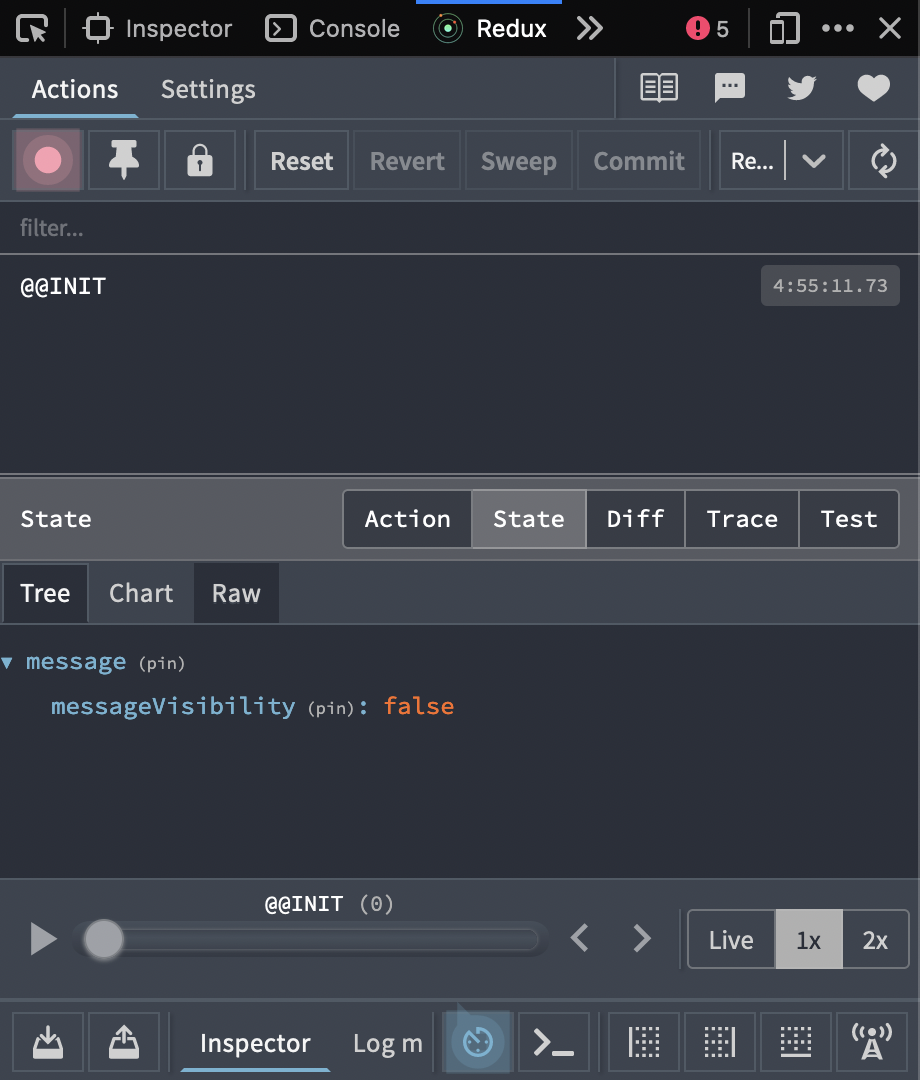 Inspector Console Redux 5
Actions Settings
Reset Revert Sweep Commit Re...
filter...
@@INIT 4:55:11.73
State Action State Diff Trace Test
Tree Chart Raw
message (pin)
messageVisibility (pin): false
@@INIT (0)
Live 1x 2x
Inspector Log m